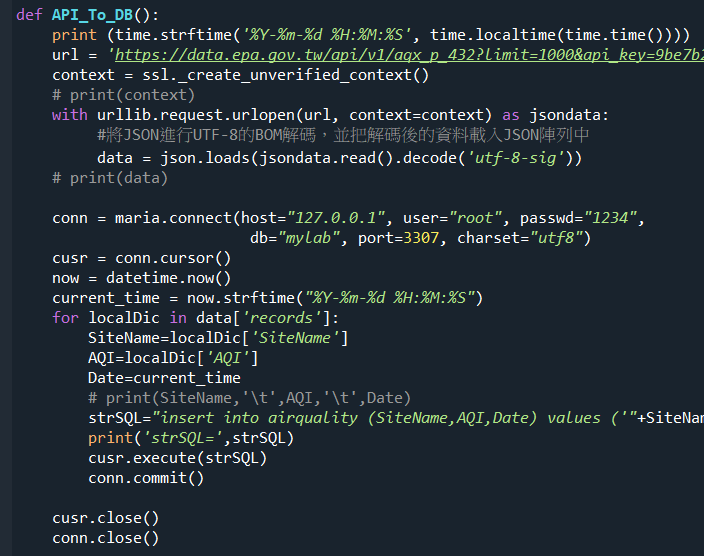 def API_To_DB():
print (time.strftime('%Y-%m-%d %H:%M:%S', time.localtime(time.time())))
url = 'https://data.epa.gov.tw/api/v1/aqx_p_432?limit=1000&api_key=9be7b2
context = ssl._create_unverified_context()
# print(context)
with urllib.request.urlopen(url, context=context) as jsondata:
#將JSON進行UTF-8的BOM解碼，並把解碼後的資料載入JSON陣列中
data = json.loads(jsondata.read().decode('utf-8-sig'))
# print(data)
conn = maria.connect(host="127.0.0.1", user="root", passwd="1234",
db="mylab", port=3307, charset="utf8")
cusr = conn.cursor()
now = datetime.now()
current_time = now.strftime("%Y-%m-%d %H:%M:%S")
for localDic in data['records']:
SiteName=localDic['SiteName']
AQI=localDic['AQI']
Date=current_time
# print(SiteName,'\t',AQI,'\t',Date)
strSQL="insert into airquality (SiteName,AQI,Date) values ('"+SiteNam
print('strSQL=',strSQL)
cusr.execute(strSQL)
conn.commit()
cusr.close()
conn.close()